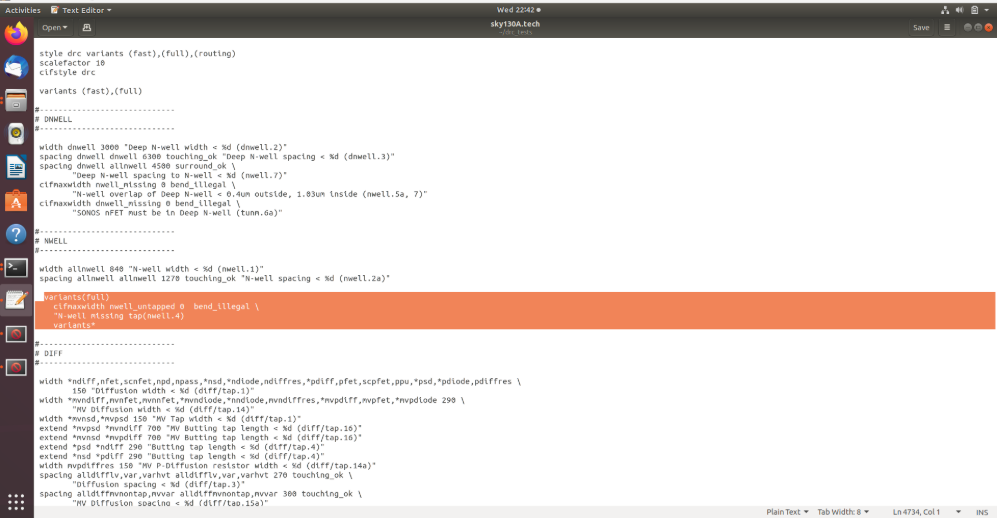 Activities Text Editor Wed 22:42
Open sky130A.tech Save
~/drc_tests
style drc variants (fast),(full),(routing)
scalefactor 10
cifstyle drc
variants (fast),(full)
#----------------------------
# DNWELL
#----------------------------
width dnwell 3000 "Deep N-well width < %d (dnwell.2)"
spacing dnwell dnwell 6300 touching_ok "Deep N-well spacing < %d (dnwell.3)"
spacing dnwell allnwell 4500 surround_ok \
"Deep N-well spacing to N-well < %d (nwell.7)"
cifmaxwidth nwell_missing 0 bend_illegal \
"N-well overlap of Deep N-well < 0.4um outside, 1.03um inside (nwell.5a, 7)"
cifmaxwidth dnwell_missing 0 bend_illegal \
"SONOS nFET must be in Deep N-well (tunm.6a)"
#----------------------------
# NWELL
#----------------------------
width allnwell 840 "N-well width < %d (nwell.1)"
spacing allnwell allnwell 1270 touching_ok "N-well spacing < %d (nwell.2a)"
variants(full)
cifmaxwidth nwell_untapped 0 bend_illegal \
"N-well missing tap(nwell.4)
variants*
#----------------------------
# DIFF
#----------------------------
width *ndiff,nfet,scnfet,npd,npass,*nsd,*ndiode,ndiffres,*pdiff,pfet,scpfet,ppu,*psd,*pdiode,pdiffres \
150 "Diffusion width < %d (diff/tap.1)"
width *mvndiff,mvnfet,mvnnfet,*mvndiode,*nndiode,mvndiffres,*mvpdiff,mvpfet,*mvpdiode 290 \
"MV Diffusion width < %d (diff/tap.14)"
width *mvnsd,*mvpsd 150 "MV Tap width < %d (diff/tap.1)"
extend *mvpsd *mvndiff 700 "MV Butting tap length < %d (diff/tap.16)"
extend *mvnsd *mvpdiff 700 "MV Butting tap length < %d (diff/tap.16)"
extend *psd *ndiff 290 "Butting tap length < %d (diff/tap.4)"
extend *nsd *pdiff 290 "Butting tap length < %d (diff/tap.4)"
width mvpdiffres 150 "MV P-Diffusion resistor width < %d (diff/tap.14a)"
spacing alldifflv,var,varhvt alldifflv,var,varhvt 270 touching_ok \
"Diffusion spacing < %d (diff/tap.3)"
spacing alldiffmvnontap,mvvar alldiffmvnontap,mvvar 300 touching_ok \
"MV Diffusion spacing < %d (diff/tap.15a)"
Plain Text Tab Width: 8 Ln 4734, Col 1 INS